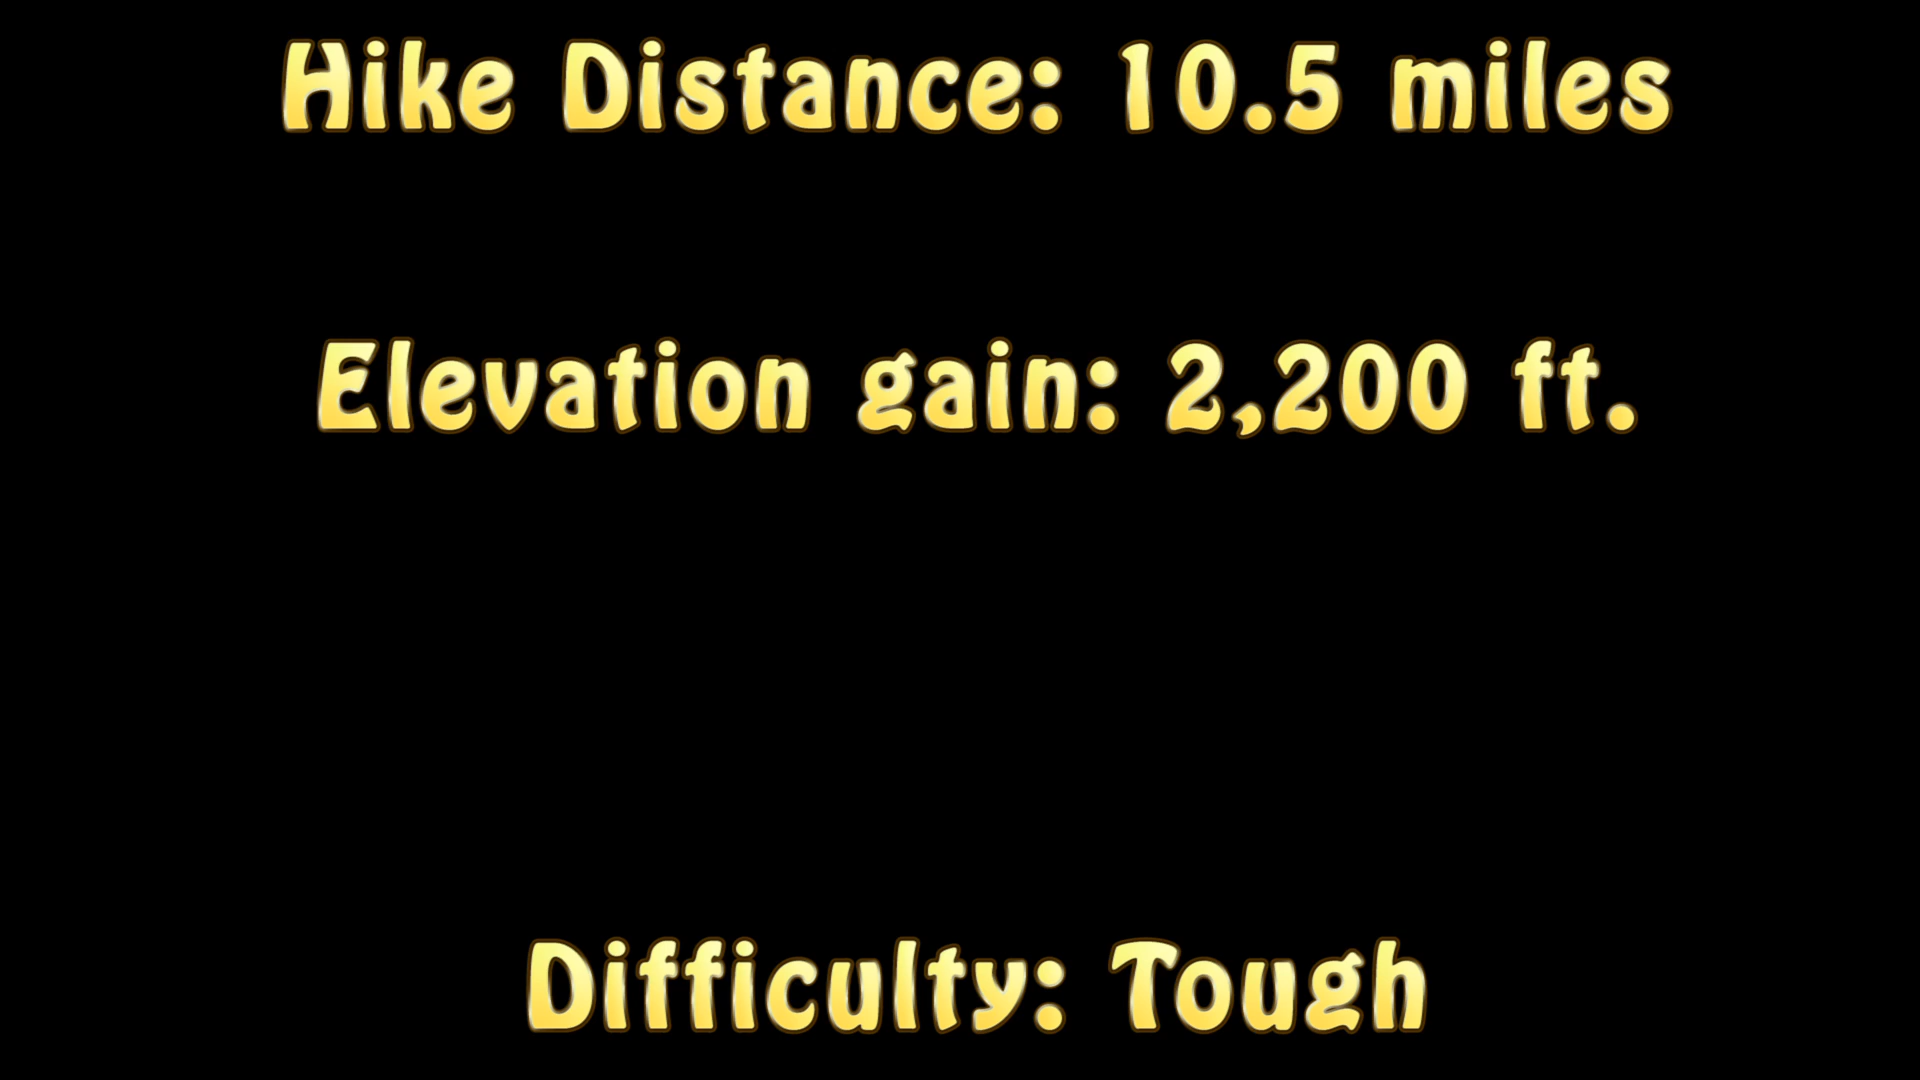 Hike Distance: 10.5 miles
Elevation gain: 2,200 ft.
Difficulty: Tough